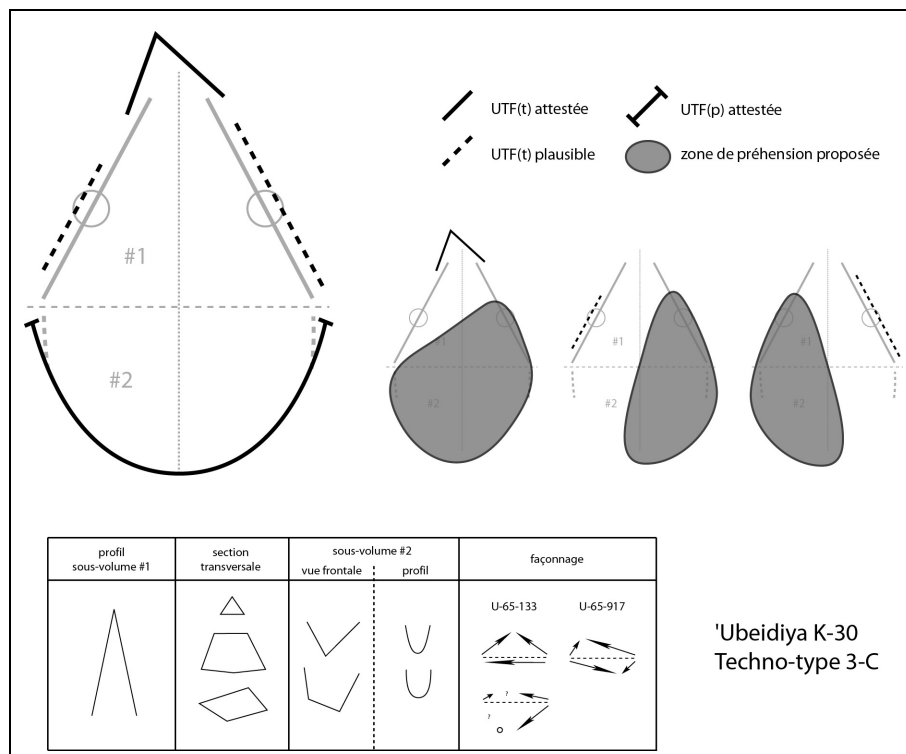 UTF(t) attestée
UTF(p) attestée
UTF(t) plausible
zone de préhension proposée
#1
#2
#1
#2
#1
#2
#1
#2
profil
sous-volume #1
section
transversale
sous-volume #2
vue frontale
profil
façonnage
U-65-133
U-65-917
?
?
'Ubeidiya K-30
Techno-type 3-C